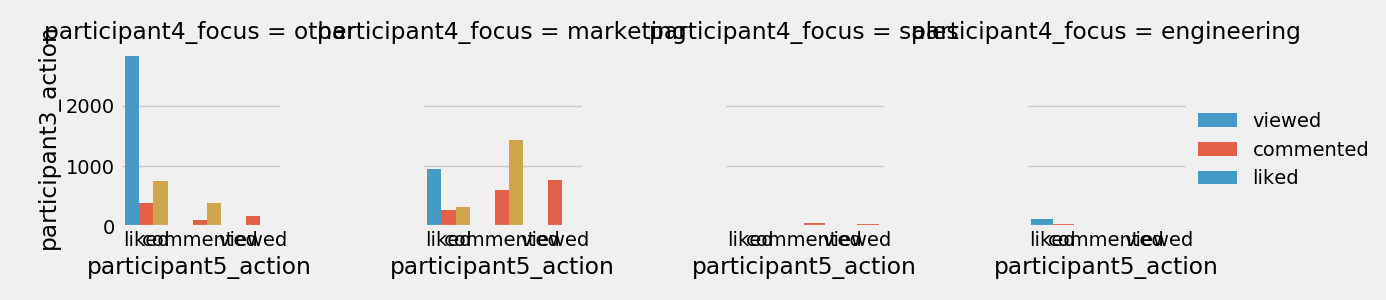 participant4_focus = other
participant4_focus = marketing
participant4_focus = sales
participant4_focus = engineering
participant3_action
2000
1000
0
liked
commented
viewed
liked
commented
viewed
liked
commented
viewed
liked
commented
viewed
participant5_action
participant5_action
participant5_action
participant5_action
viewed
commented
liked